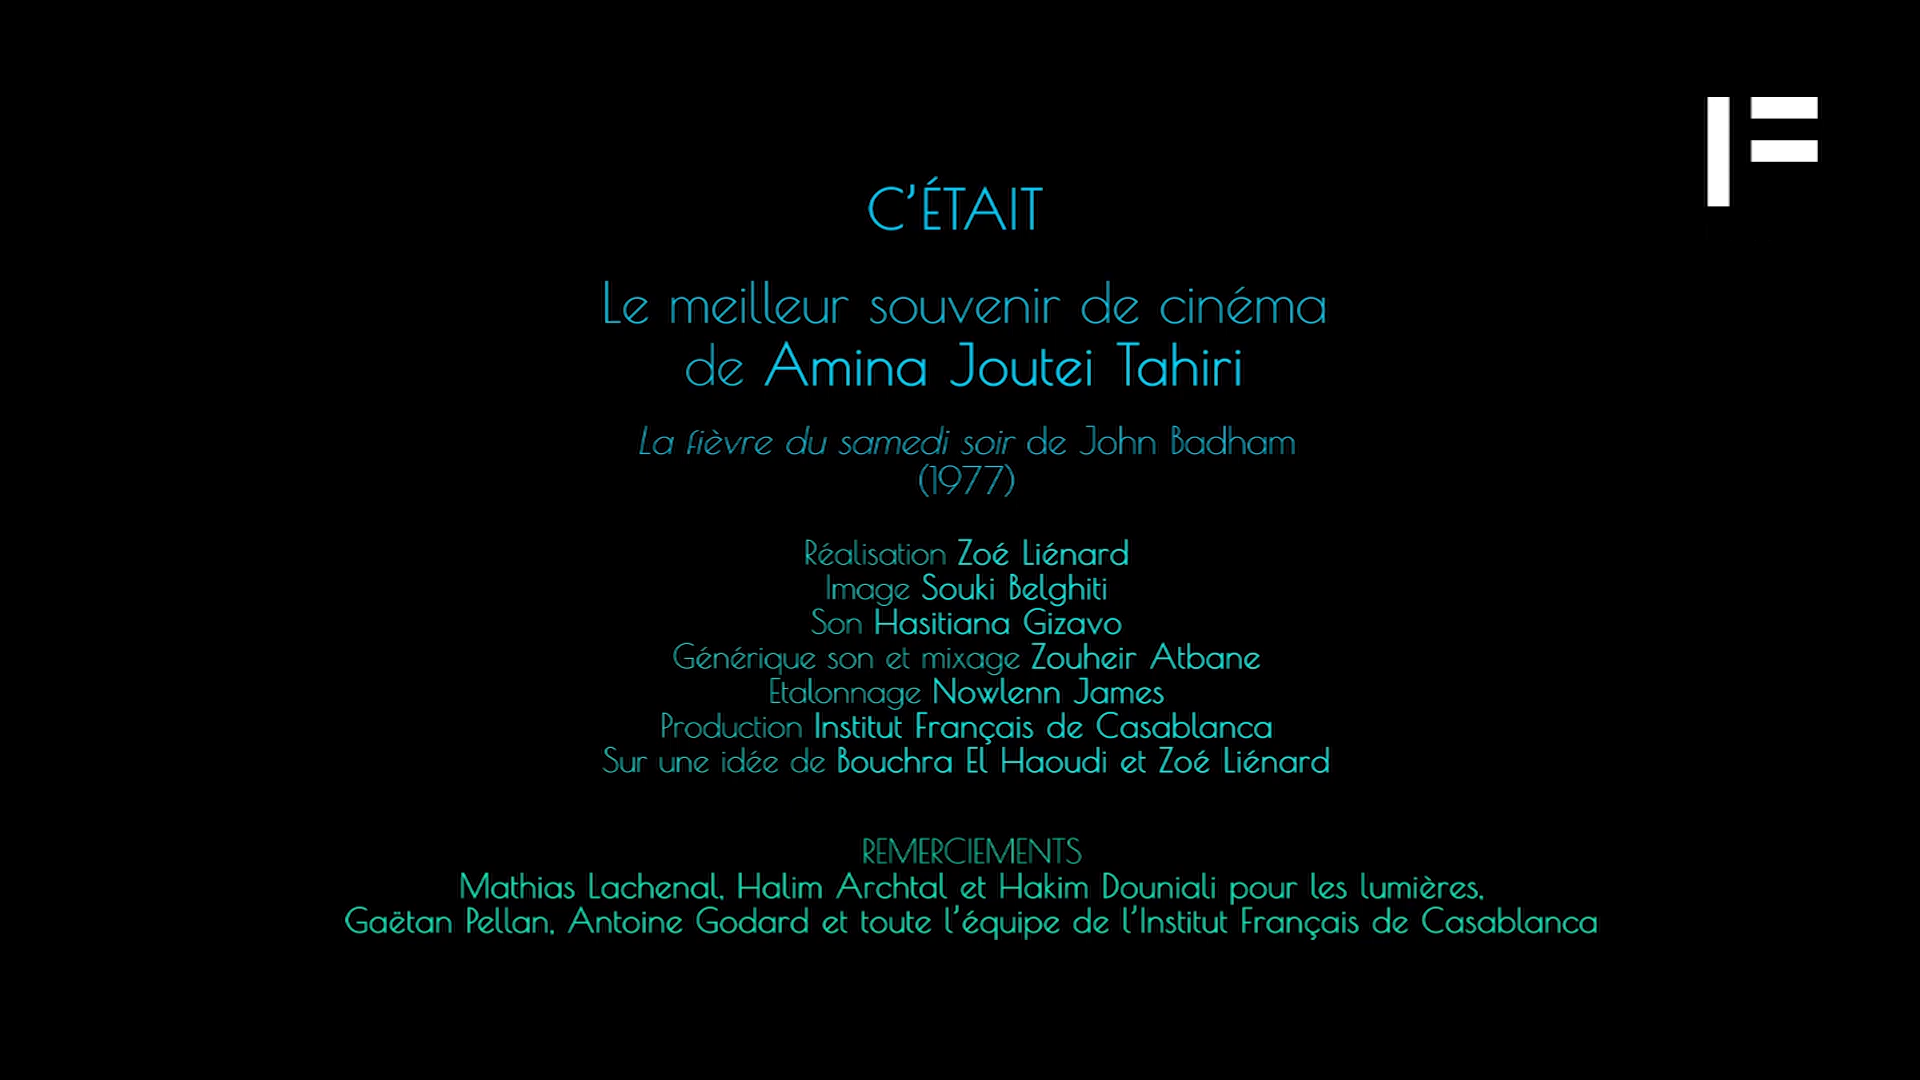 IF
C'ÉTAIT
Le meilleur souvenir de cinéma
de Amina Joutei Tahiri
La fièvre du samedi soir de John Badham
(1977)
Réalisation Zoé Liénard
Image Souki Belghiti
Son Hasitiana Gizavo
Générique son et mixage Zouheir Atbane
Etalonnage Nowlenn James
Production Institut Français de Casablanca
Sur une idée de Bouchra El Haoudi et Zoé Liénard
REMERCIEMENTS
Mathias Lachenal, Halim Archtal et Hakim Douniali pour les lumières,
Gaëtan Pellan, Antoine Godard et toute l'équipe de l'Institut Français de Casablanca